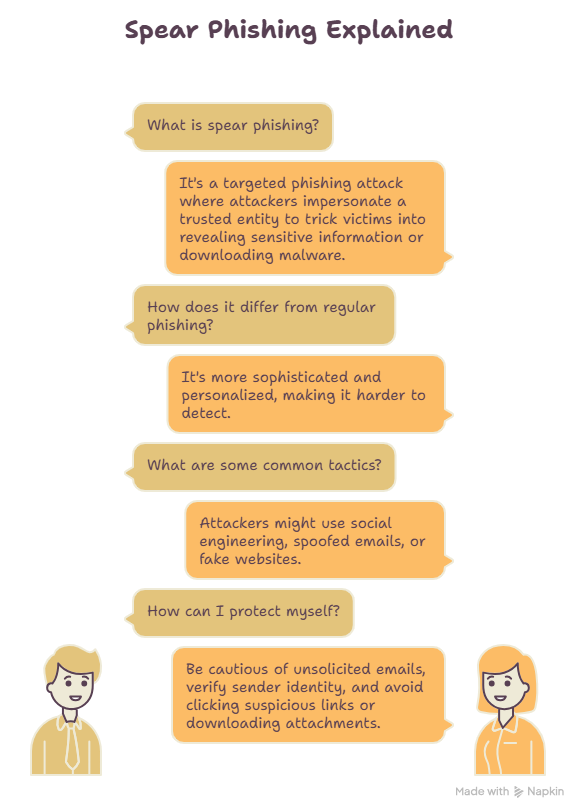 Spear Phishing Explained
What is spear phishing?
It's a targeted phishing attack
where attackers impersonate a
trusted entity to trick victims into
revealing sensitive information or
downloading malware.
How does it differ from regular
phishing?
It's more sophisticated and
personalized, making it harder to
detect.
What are some common tactics?
Attackers might use social
engineering, spoofed emails, or
fake websites.
How can I protect myself?
Be cautious of unsolicited emails,
verify sender identity, and avoid
clicking suspicious links or
downloading attachments.
Made with Napkin